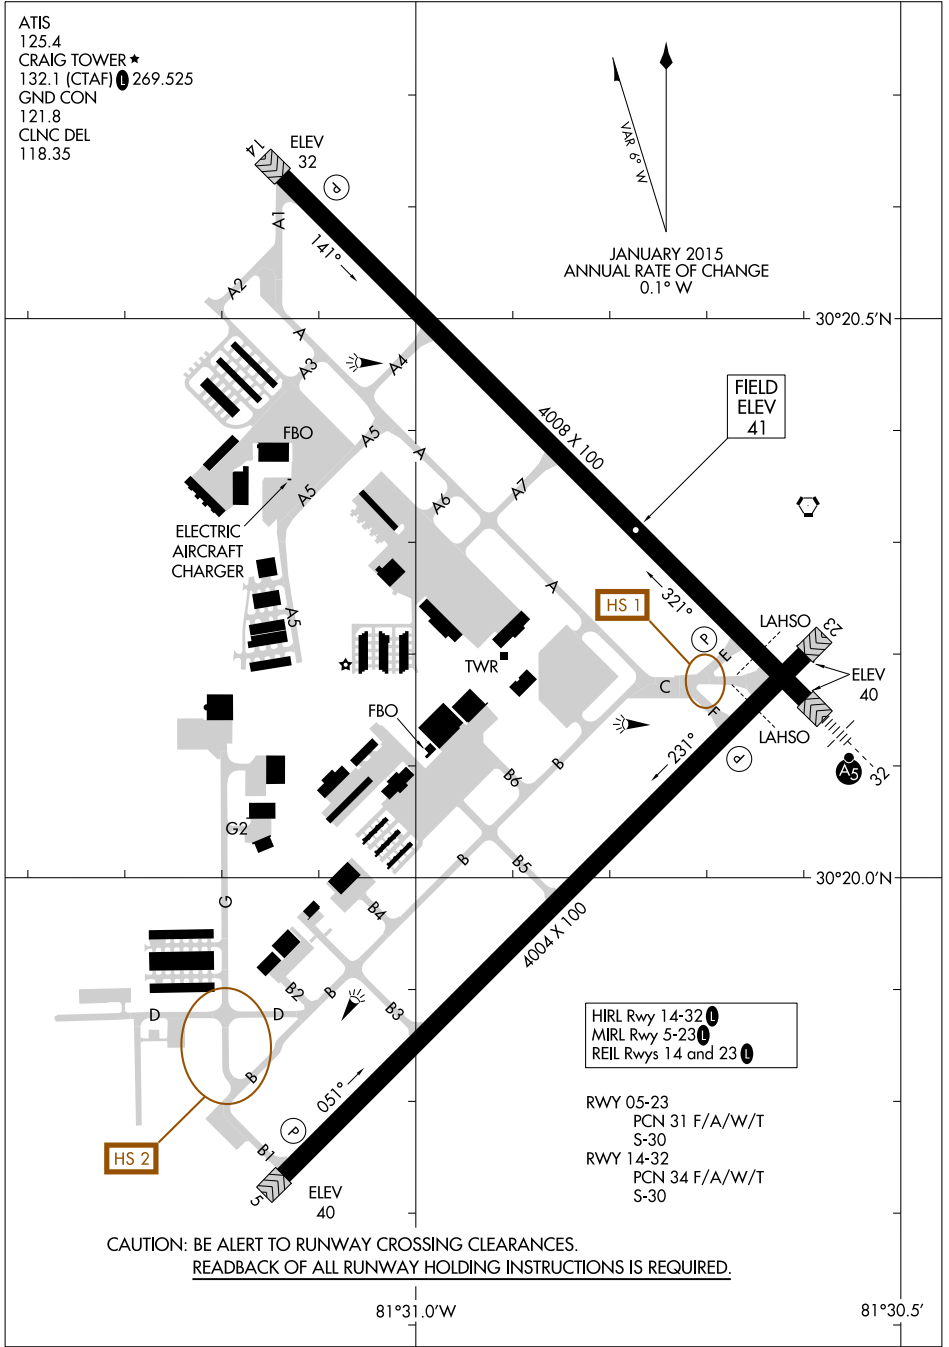 ATIS
125.4
CRAIG TOWER ★
132.1 (CTAF) L 269.525
GND CON
121.8
CLNC DEL
118.35
14
ELEV
32
P
A1
141°
VAR 6° W
JANUARY 2015
ANNUAL RATE OF CHANGE
0.1° W
A2
30°20.5'N
A
A3
A4
FIELD
ELEV
41
4008 X 100
FBO
A5
A
A5
A6
A7
ELECTRIC
AIRCRAFT
CHARGER
A
321°
HS 1
A5
LAHSO
23
P
E
TWR
C
ELEV
40
F
FBO
LAHSO
231°
P
A5
32
B
B6
G2
B
B5
30°20.0'N
G
B4
4004 X 100
B2
B
B3
D
D
HIRL Rwy 14-32 L
MIRL Rwy 5-23 L
REIL Rwys 14 and 23 L
B
051°
RWY 05-23
PCN 31 F/A/W/T
S-30
RWY 14-32
PCN 34 F/A/W/T
S-30
P
HS 2
B1
5
ELEV
40
CAUTION: BE ALERT TO RUNWAY CROSSING CLEARANCES.
READBACK OF ALL RUNWAY HOLDING INSTRUCTIONS IS REQUIRED.
81°31.0'W
81°30.5'